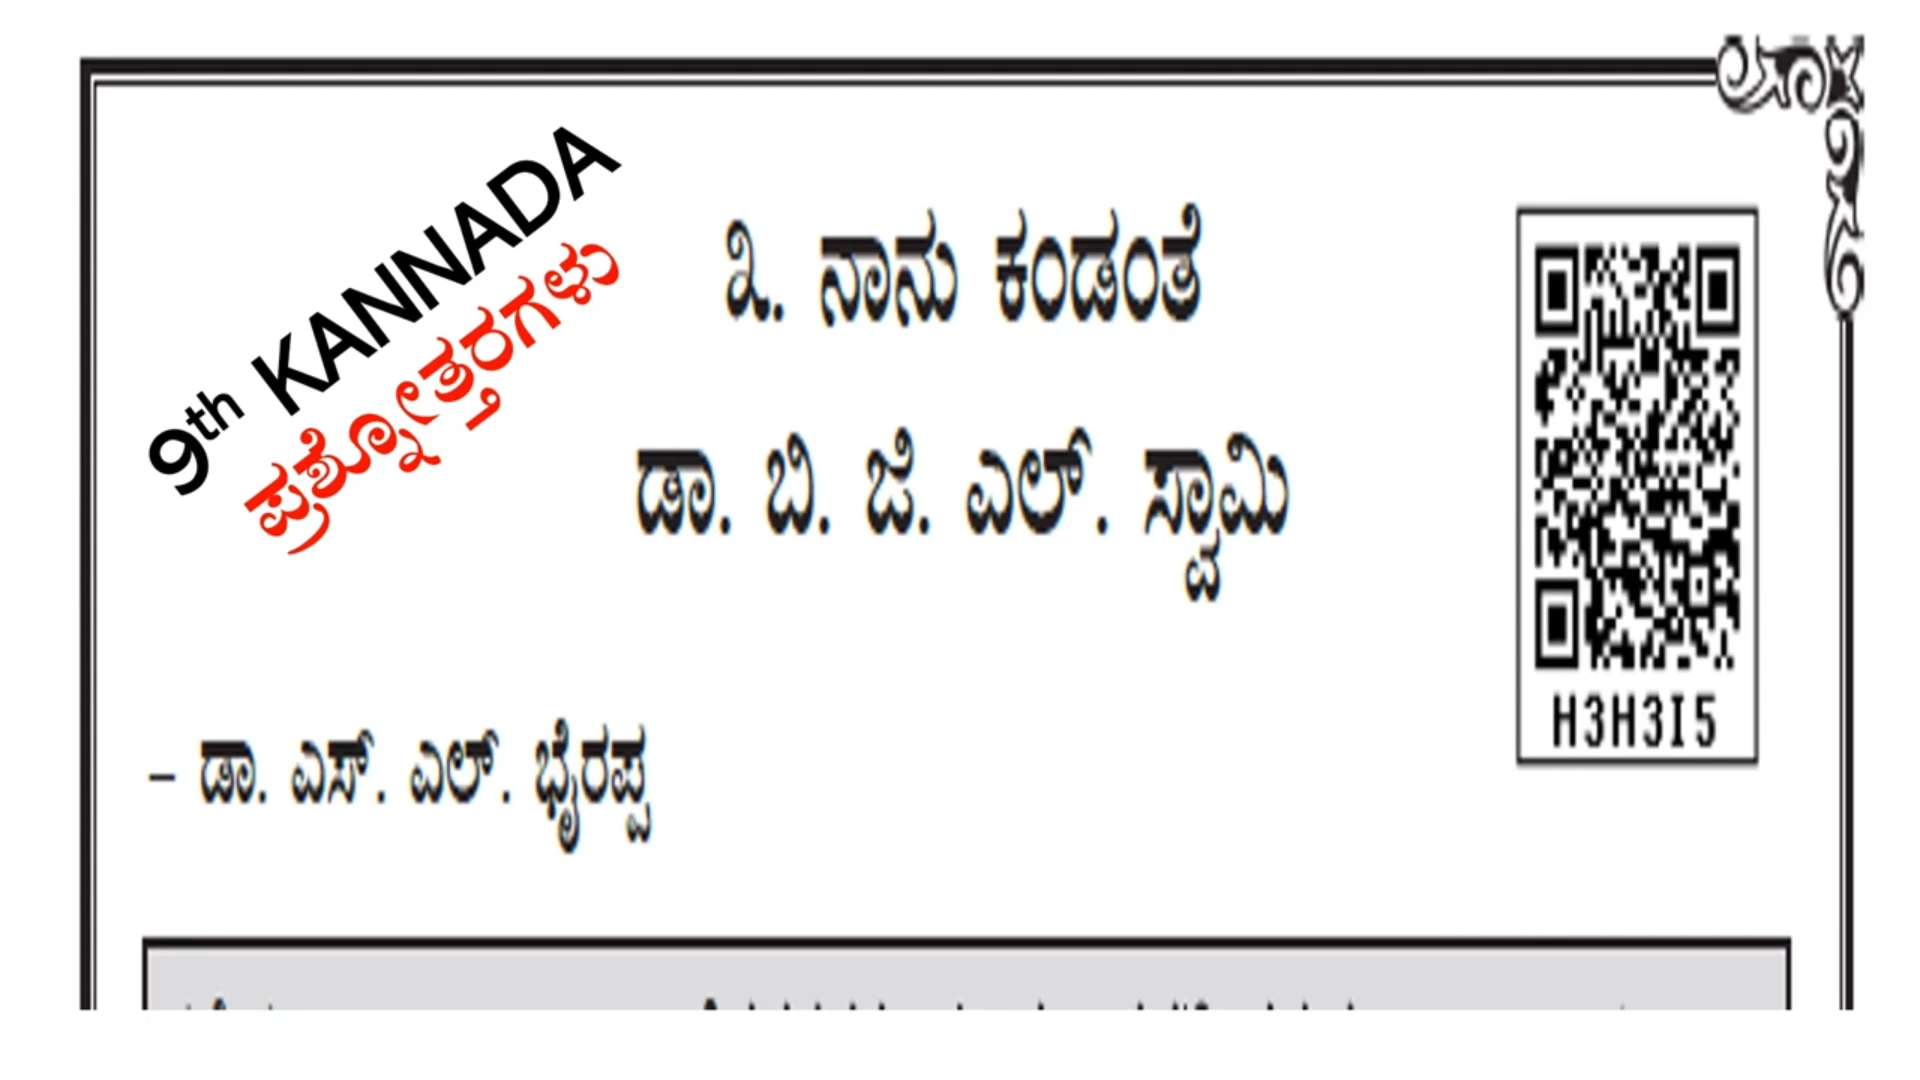 9th KANNADA
ಪ್ರಶ್ನೋತ್ತರಗಳು
೩. ನಾನು ಕಂಡಂತೆ
ಡಾ. ಬಿ. ಜಿ. ಎಲ್. ಸ್ವಾಮಿ
H3H3I5
– ಡಾ. ಎಸ್. ಎಲ್. ಭೈರಪ್ಪ